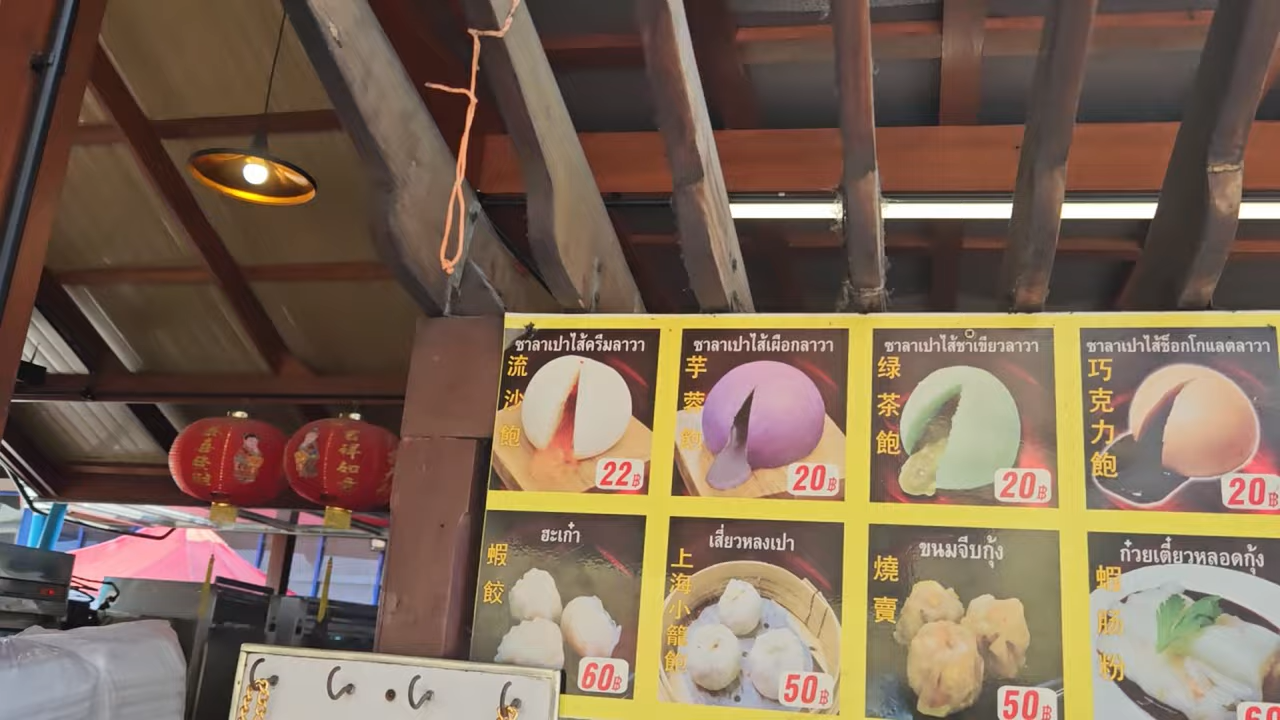 ซาลาเปาไส้ครีมลาวา
流沙飽
22฿
ซาลาเปาไส้เผือกลาวา
芋蓉飽
20฿
ซาลาเปาไส้ชาเขียวลาวา
绿茶飽
20฿
ซาลาเปาไส้ช็อกโกแลตลาวา
巧克力飽
20฿
ฮะเก๋า
蝦餃
60฿
เสี่ยวหลงเปา
上海小籠飽
50฿
ขนมจีบกุ้ง
燒賣
50฿
ก๋วยเตี๋ยวหลอดกุ้ง
蝦肠粉
吉祥如意